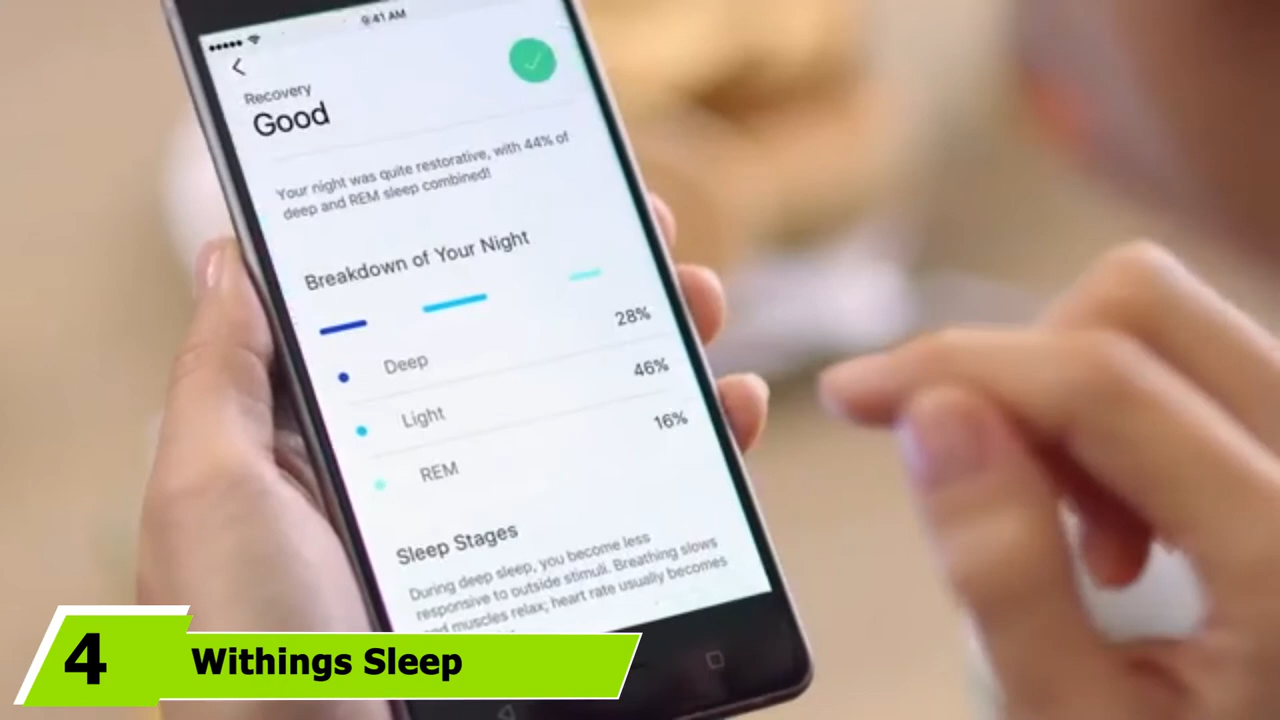 9:41 AM
Recovery
Good
Your night was quite restorative, with 44% of
deep and REM sleep combined!
Breakdown of Your Night
Deep 28%
Light 46%
REM 16%
Sleep Stages
During deep sleep, you become less
responsive to outside stimuli. Breathing slows
and muscles relax; heart rate usually becomes
4 Withings Sleep